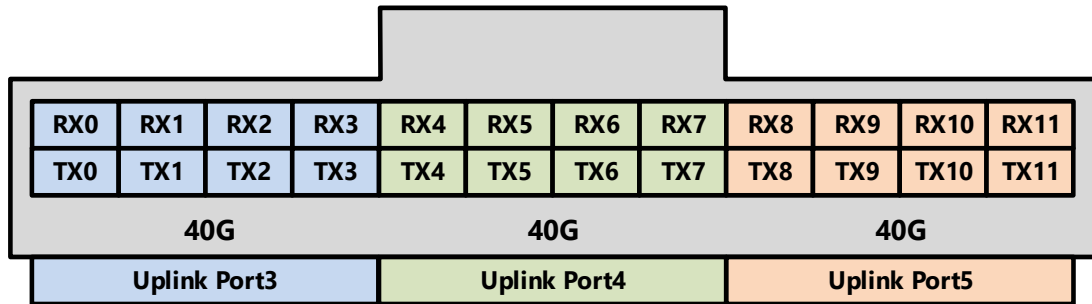 RX0 RX1 RX2 RX3 RX4 RX5 RX6 RX7 RX8 RX9 RX10 RX11
TX0 TX1 TX2 TX3 TX4 TX5 TX6 TX7 TX8 TX9 TX10 TX11
40G 40G 40G
Uplink Port3 Uplink Port4 Uplink Port5